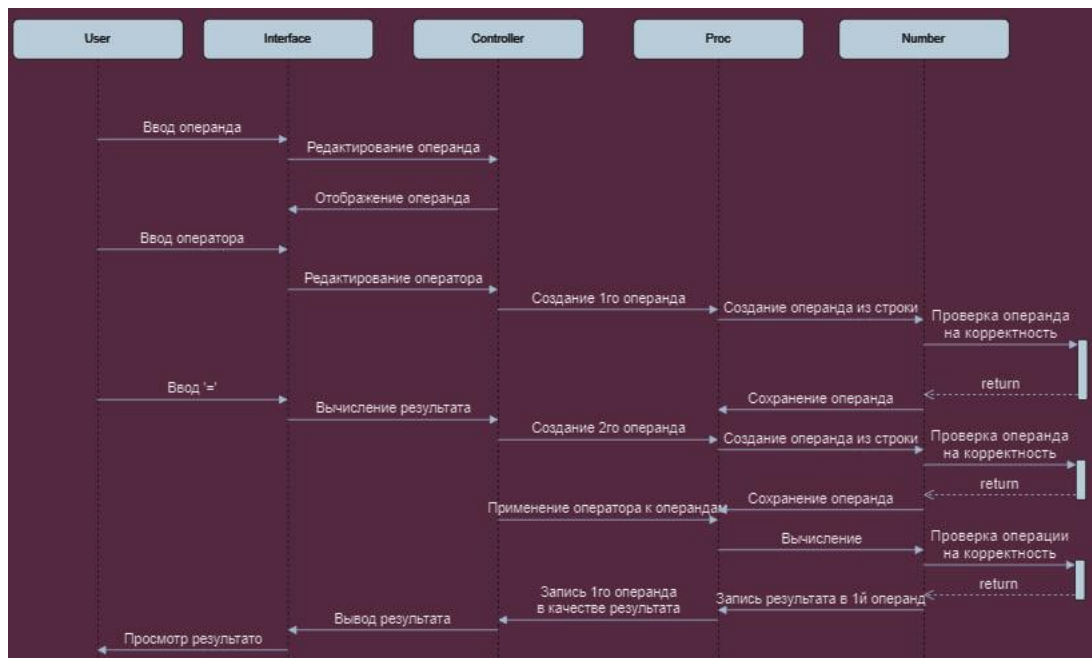 User
Interface
Controller
Proc
Number
Ввод операнда
Редактирование операнда
Отображение операнда
Ввод оператора
Редактирование оператора
Создание 1го операнда
Создание операнда из строки
Проверка операнда
на корректность
return
Ввод '='
Сохранение операнда
Вычисление результата
Создание 2го операнда
Создание операнда из строки
Проверка операнда
на корректность
return
Сохранение операнда
Применение оператора к операндам
Вычисление
Проверка операции
на корректность
return
Запись 1го операнда
в качестве результата
Запись результата в 1й операнд
Вывод результата
Просмотр результато